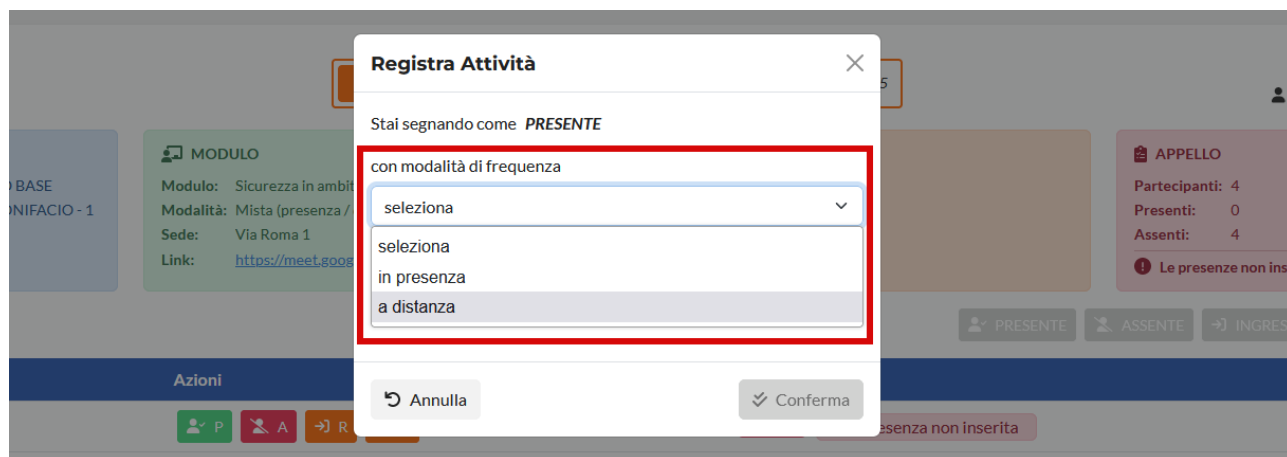 Registra Attività
5
Stai segnando come PRESENTE
con modalità di frequenza
seleziona
seleziona
in presenza
a distanza
Annulla
Conferma
BASE
NIFACIO - 1
MODULO
Modulo: Sicurezza in ambit
Modalità: Mista (presenza /
Sede: Via Roma 1
Link: https://meet.goog
APPELLO
Partecipanti: 4
Presenti: 0
Assenti: 4
Le presenze non ins
PRESENTE
ASSENTE
INGRES
Azioni
P
A
R
esenza non inserita